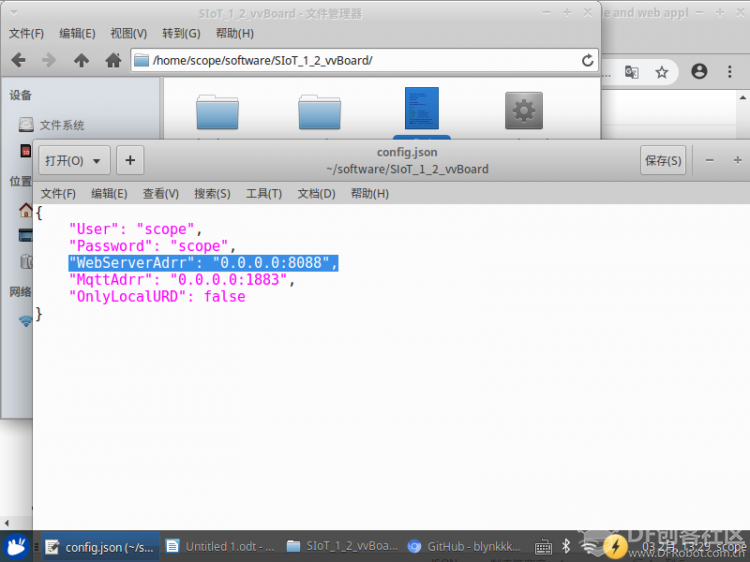 SIoT_1_2_vvBoard - 文件管理器
e and web appl
文件(F) 编辑(E) 视图(V) 转到(G) 帮助(H)
/home/scope/software/SIoT_1_2_vvBoard/
设备
文件系统
位置
网络
打开(O)
config.json
~/software/SIoT_1_2_vvBoard
保存(S)
文件(F) 编辑(E) 查看(V) 搜索(S) 工具(T) 文档(D) 帮助(H)
{
"User": "scope",
"Password": "scope",
"WebServerAdrr": "0.0.0.0:8088",
"MqttAdrr": "0.0.0.0:1883",
"OnlyLocalURD": false
}
config.json (~/s...
Untitled 1.odt - ...
SIoT_1_2_vvBoa...
GitHub - blynkkk...
03 2月, 13:29
scope
DF创客社区
www.DFRobot.com.cn